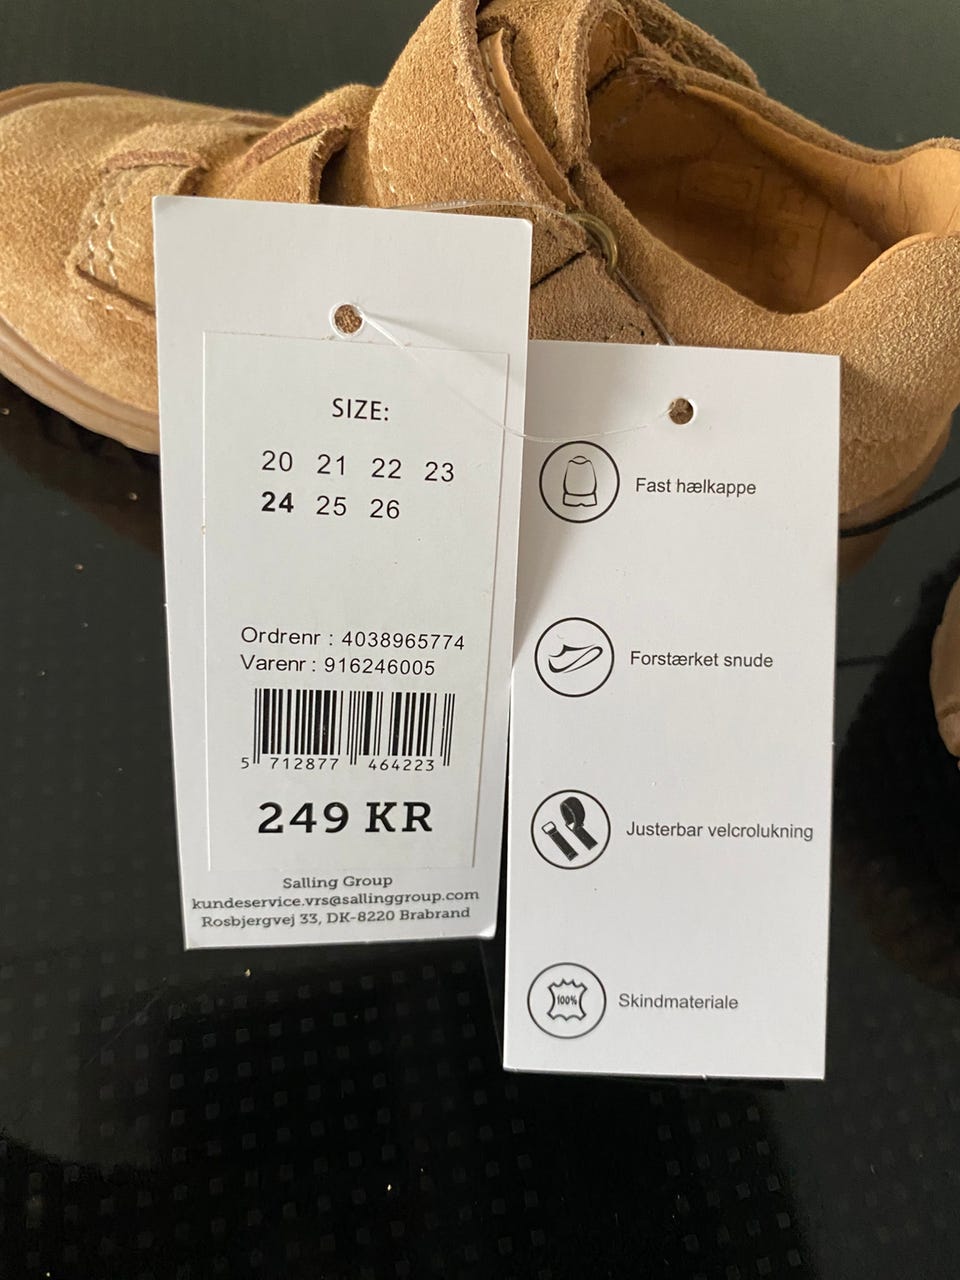 SIZE:
20 21 22 23
24 25 26
Ordrenr : 4038965774
Varenr : 916246005
5 712877 464223
249 KR
Salling Group
kundeservice.vrs@sallinggroup.com
Rosbjergvej 33, DK-8220 Brabrand
Fast hælkappe
Forstærket snude
Justerbar velcrolukning
100%
Skindmateriale